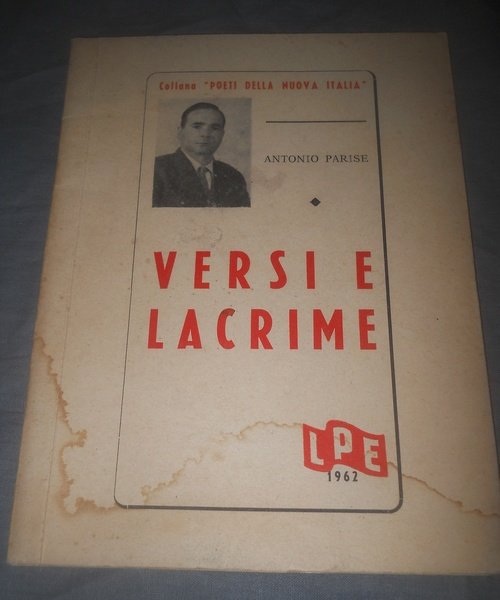 Collana "POETI DELLA NUOVA ITALIA"
ANTONIO PARISE
VERSI E
LACRIME
LPE
1962